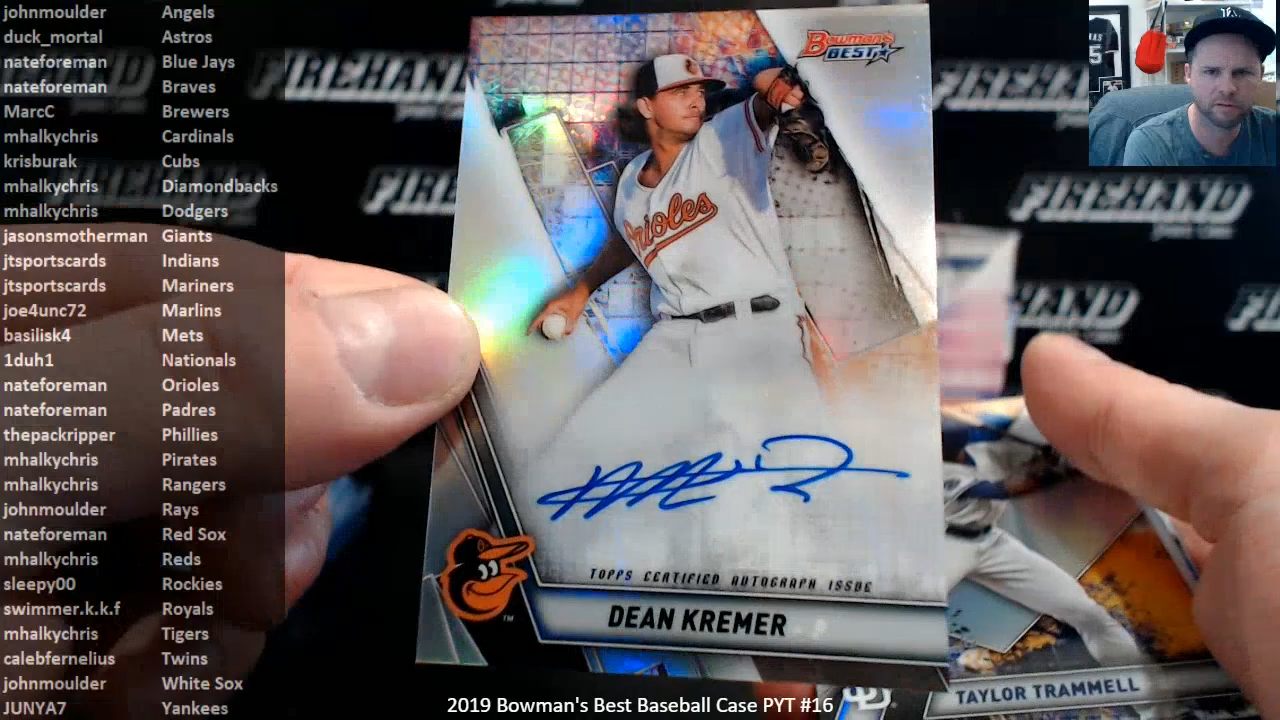 johnmoulder Angels
duck_mortal Astros
nateforeman Blue Jays
nateforeman Braves
MarcC Brewers
mhalkychris Cardinals
krisburak Cubs
mhalkychris Diamondbacks
mhalkychris Dodgers
jasonsmotherman Giants
jtsportscards Indians
jtsportscards Mariners
joe4unc72 Marlins
basilisk4 Mets
1duh1 Nationals
nateforeman Orioles
nateforeman Padres
thepackripper Phillies
mhalkychris Pirates
mhalkychris Rangers
johnmoulder Rays
nateforeman Red Sox
mhalkychris Reds
sleepy00 Rockies
swimmer.k.k.f Royals
mhalkychris Tigers
calebfernelius Twins
johnmoulder White Sox
JUNYA7 Yankees
FIREHAND
FIREHAND
FIREHAND
Bowman's
BEST
Orioles
TOPPS CERTIFIED AUTOGRAPH ISSUE
DEAN KREMER
TM
TAYLOR TRAMMELL
2019 Bowman's Best Baseball Case PYT #16